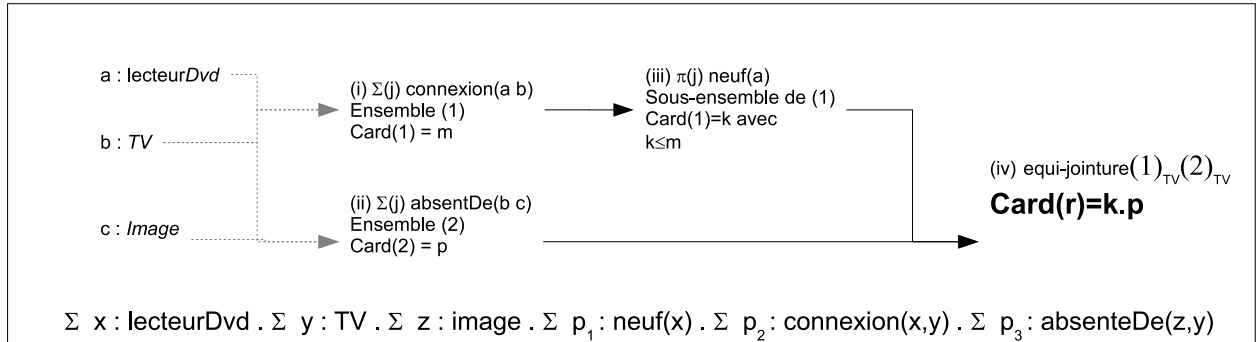 a : lecteurDvd
b : TV
c : Image
(i) Σ(j) connexion(a b)
Ensemble (1)
Card(1) = m
(ii) Σ(j) absentDe(b c)
Ensemble (2)
Card(2) = p
(iii) π(j) neuf(a)
Sous-ensemble de (1)
Card(1)=k avec
k≤m
(iv) equi-jointure(1)TV(2)TV
Card(r)=k.p
Σ x : lecteurDvd . Σ y : TV . Σ z : image . Σ p1 : neuf(x) . Σ p2 : connexion(x,y) . Σ p3 : absenteDe(z,y)